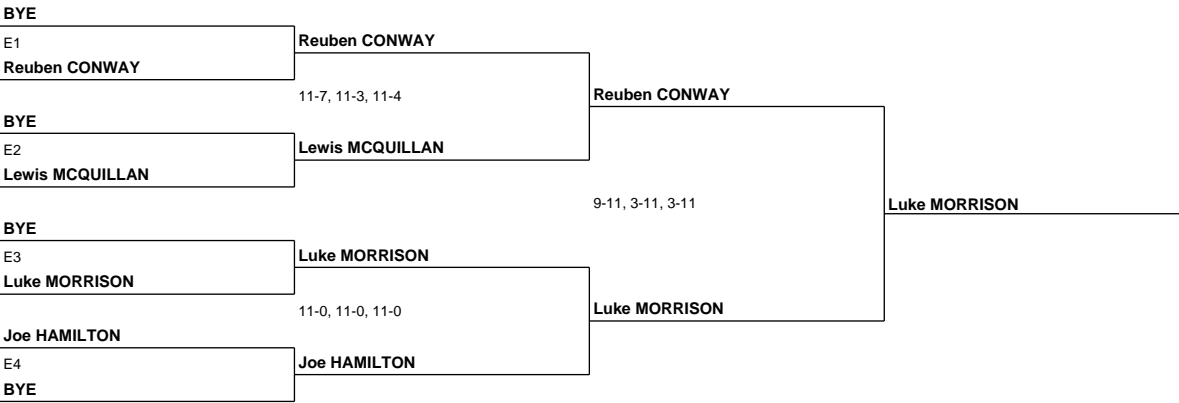 BYE
E1
Reuben CONWAY
BYE
E2
Lewis MCQUILLAN
BYE
E3
Luke MORRISON
Joe HAMILTON
E4
BYE
Reuben CONWAY
11-7, 11-3, 11-4
Lewis MCQUILLAN
Luke MORRISON
11-0, 11-0, 11-0
Joe HAMILTON
Reuben CONWAY
9-11, 3-11, 3-11
Luke MORRISON
Luke MORRISON